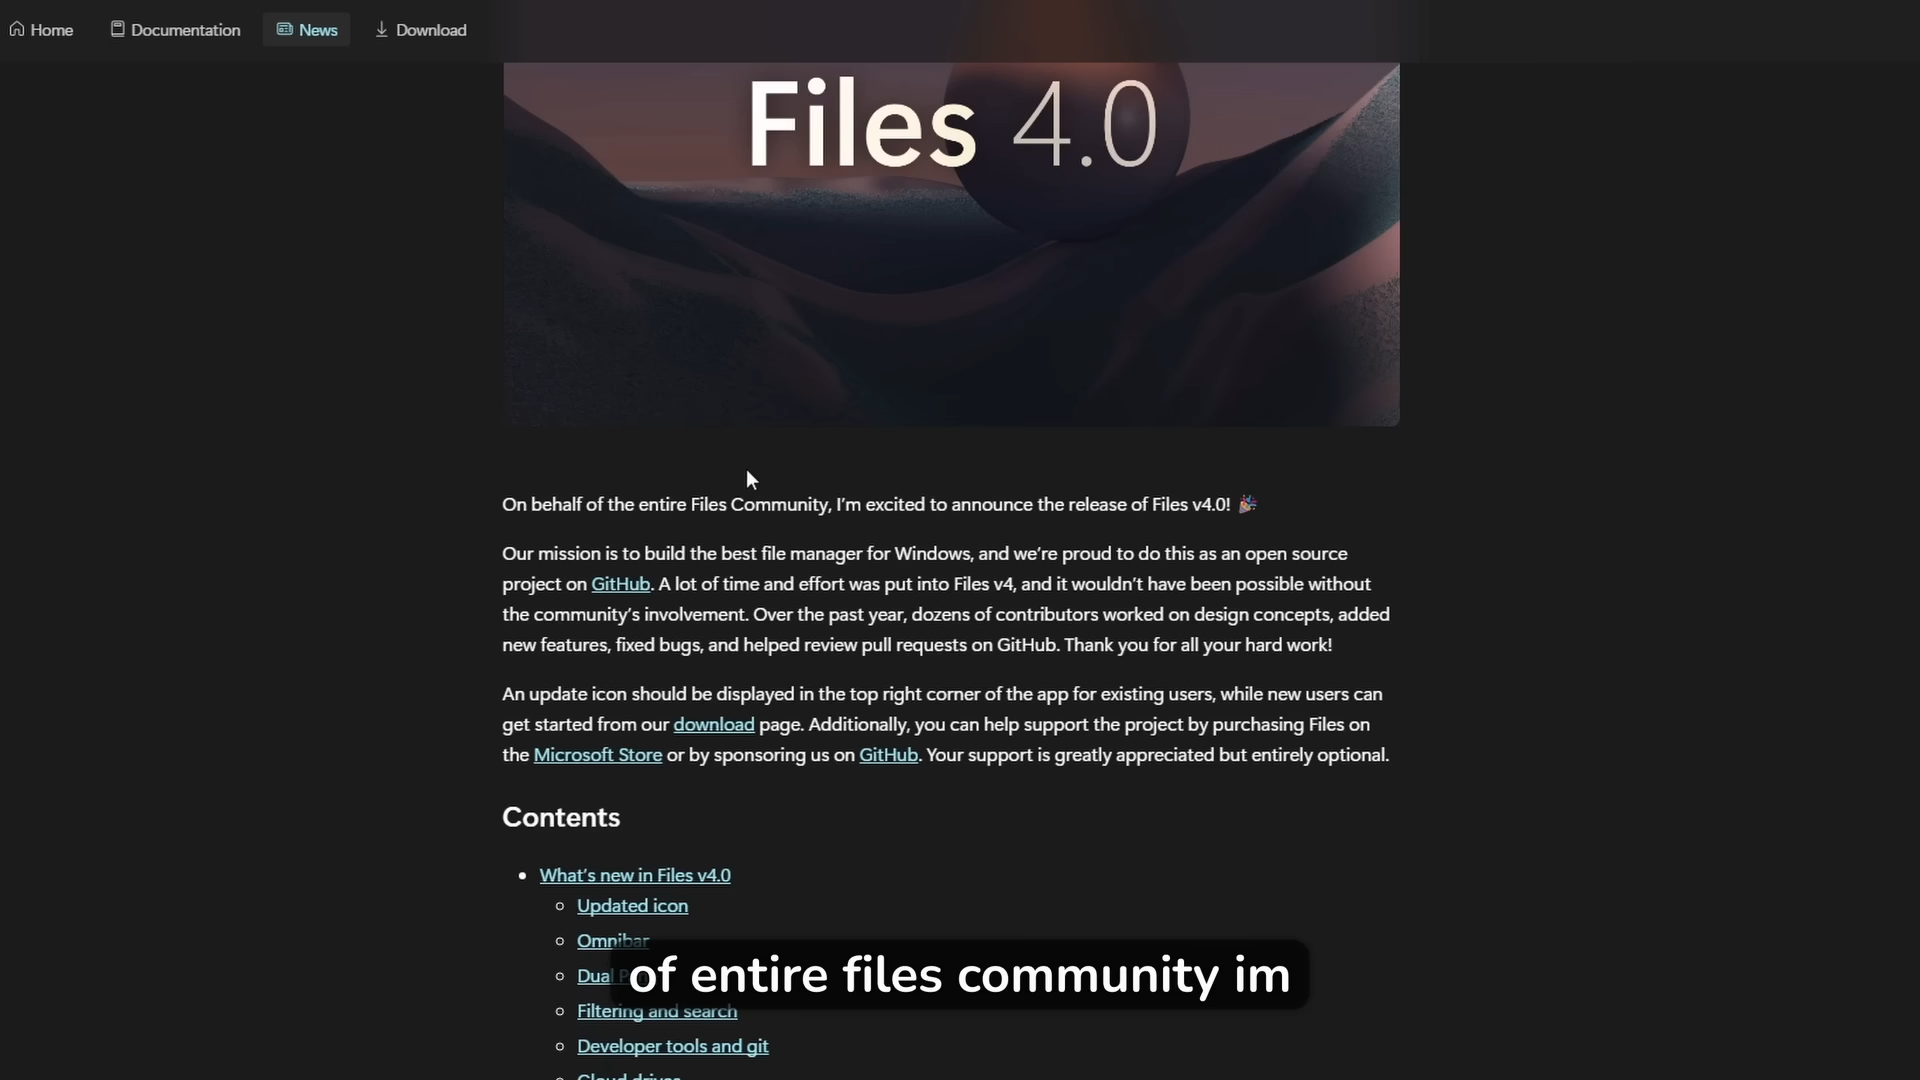 Home Documentation News Download
Files 4.0
On behalf of the entire Files Community, I'm excited to announce the release of Files v4.0! 🎉
Our mission is to build the best file manager for Windows, and we're proud to do this as an open source
project on GitHub. A lot of time and effort was put into Files v4, and it wouldn't have been possible without
the community's involvement. Over the past year, dozens of contributors worked on design concepts, added
new features, fixed bugs, and helped review pull requests on GitHub. Thank you for all your hard work!
An update icon should be displayed in the top right corner of the app for existing users, while new users can
get started from our download page. Additionally, you can help support the project by purchasing Files on
the Microsoft Store or by sponsoring us on GitHub. Your support is greatly appreciated but entirely optional.
Contents
What's new in Files v4.0
Updated icon
Omnibar
Dual
of entire files community im
Filtering and search
Developer tools and git